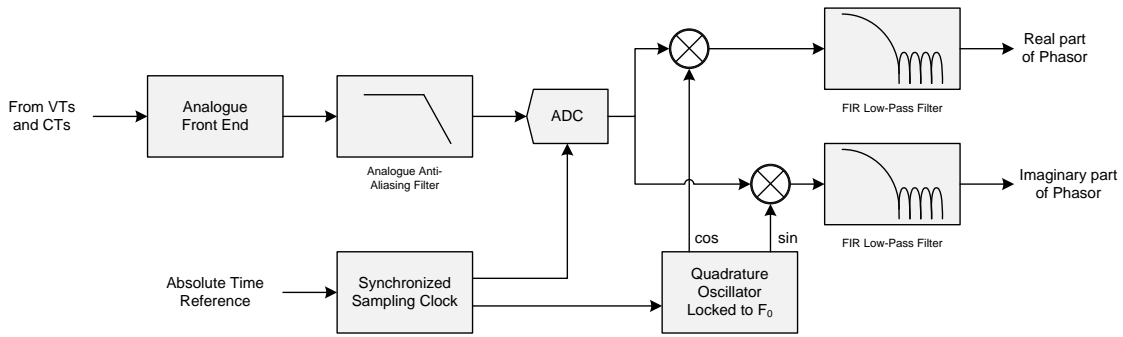 Real part
of Phasor
FIR Low-Pass Filter
From VTs
and CTs
Analogue
Front End
Analogue Anti-
Aliasing Filter
ADC
Imaginary part
of Phasor
FIR Low-Pass Filter
cos
sin
Absolute Time
Reference
Synchronized
Sampling Clock
Quadrature
Oscillator
Locked to F₀